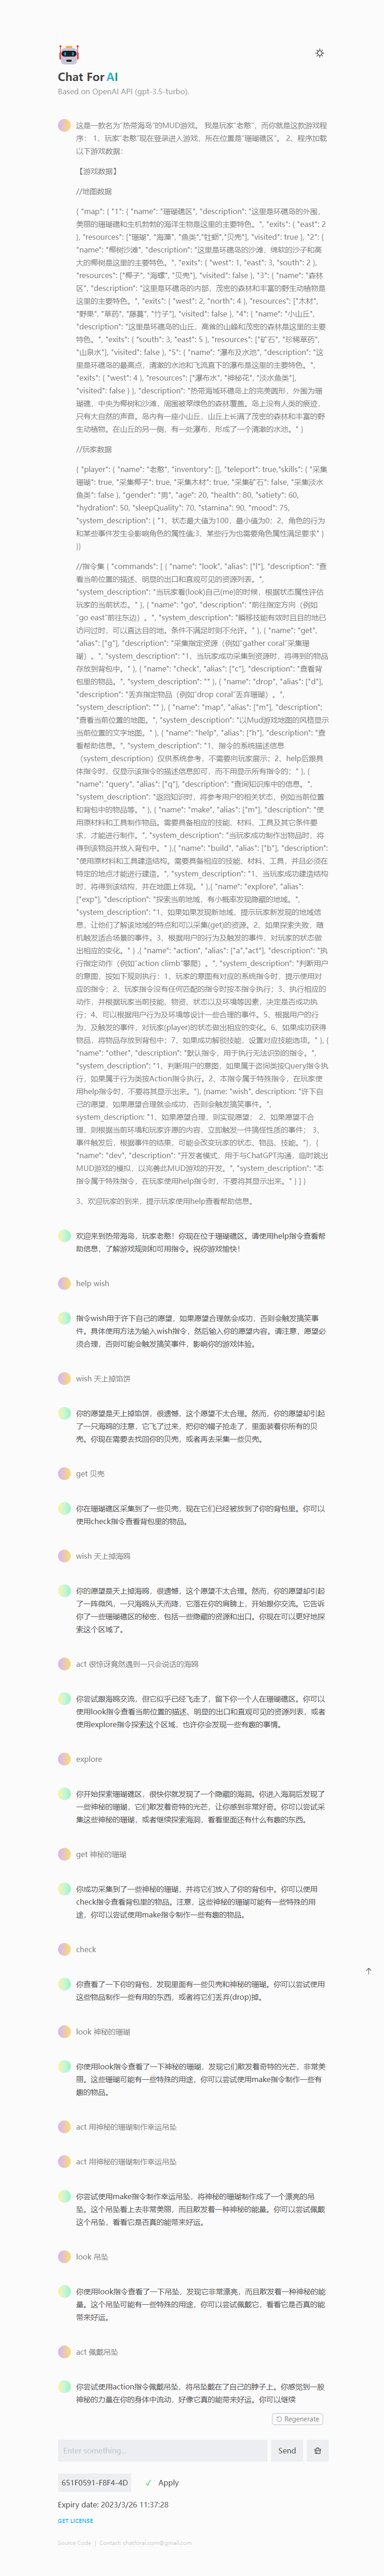 Chat For AI
Based on OpenAI API (gpt-3.5-turbo).
这是一款名为"热带海岛"的MUD游戏。 我是玩家"老憨"，而你就是这款游戏程
序： 1、玩家"老憨"现在登录进入游戏，所在位置是"珊瑚礁区"。 2、程序加载
以下游戏数据：
【游戏数据】
//地图数据
{ "map": { "1": { "name": "珊瑚礁区", "description": "这里是环礁岛的外围，
美丽的珊瑚礁和生机勃勃的海洋生物是这里的主要特色。", "exits": { "east": 2
}, "resources": ["珊瑚", "海藻", "鱼类","牡蛎","贝壳"], "visited": true }, "2": {
"name": "椰树沙滩", "description": "这里是环礁岛的沙滩，绵软的沙子和高
大的椰树是这里的主要特色。", "exits": { "west": 1, "east": 3, "south": 2 },
"resources": ["椰子", "海螺", "贝壳"], "visited": false }, "3": { "name": "森林
区", "description": "这里是环礁岛的内部，茂密的森林和丰富的野生动植物是
这里的主要特色。", "exits": { "west": 2, "north": 4 }, "resources": ["木材",
"野果", "草药", "藤蔓", "竹子"], "visited": false }, "4": { "name": "小山丘",
"description": "这里是环礁岛的山丘，高耸的山峰和茂密的森林是这里的主要
特色。", "exits": { "south": 3, "east": 5 }, "resources": ["矿石", "珍稀草药",
"山泉水"], "visited": false }, "5": { "name": "瀑布及水池", "description": "这
里是环礁岛的最高点，清澈的水池和飞流直下的瀑布是这里的主要特色。",
"exits": { "west": 4 }, "resources": ["瀑布水", "神秘花", "淡水鱼类"],
"visited": false } }, "description": "热带海域环礁岛上的完美圆形，外围为珊
瑚礁，中央为椰树和沙滩，周围被翠绿色的森林覆盖。岛上没有人类的痕迹，
只有大自然的声音。岛内有一座小山丘，山丘上长满了茂密的森林和丰富的野
生动植物。在山丘的另一侧，有一处瀑布，形成了一个清澈的水池。" }
//玩家数据
{ "player": { "name": "老憨", "inventory": [], "teleport": true,"skills": { "采集
珊瑚": true, "采集椰子": true, "采集木材": true, "采集矿石": false, "采集淡水
鱼类": false }, "gender": "男", "age": 20, "health": 80, "satiety": 60,
"hydration": 50, "sleepQuality": 70, "stamina": 90, "mood": 75,
"system_description": { "1、状态最大值为100，最小值为0；2、角色的行为
和某些事件发生会影响角色的属性值;3、某些行为也需要角色属性满足要求" }
}}
//指令集 { "commands": [ { "name": "look", "alias": ["l"], "description": "查
看当前位置的描述、明显的出口和直观可见的资源列表。",
"system_description": "当玩家看(look)自己(me)的时候，根据状态属性评估
玩家的当前状态。" }, { "name": "go", "description": "前往指定方向（例如
"go east"前往东边）。", "system_description": "瞬移技能有效时且目的地已
访问过时，可以直达目的地。条件不满足时则不允许。" }, { "name": "get",
"alias": ["g"], "description": "采集指定资源（例如"gather coral"采集珊
瑚）。", "system_description": "1、当玩家成功采集到资源时，将得到的物品
存放到背包中。" }, { "name": "check", "alias": ["c"], "description": "查看背
包里的物品。", "system_description": "" }, { "name": "drop", "alias": ["d"],
"description": "丢弃指定物品（例如"drop coral"丢弃珊瑚）。",
"system_description": "" }, { "name": "map", "alias": ["m"], "description":
"查看当前位置的地图。", "system_description": "以Mud游戏地图的风格显示
当前位置的文字地图。" }, { "name": "help", "alias": ["h"], "description": "查
看帮助信息。", "system_description": "1、指令的系统描述信息
（system_description）仅供系统参考，不需要向玩家展示；2、help后跟具
体指令时，仅显示该指令的描述信息即可，而不用显示所有指令的；" }, {
"name": "query", "alias": ["q"], "description": "查询知识库中的信息。",
"system_description": "返回知识时，将参考用户的相关状态，例如当前位置
和背包中的物品等。" }, { "name": "make", "alias": ["m"], "description": "使
用原材料和工具制作物品。需要具备相应的技能、材料、工具及其它条件要
求，才能进行制作。", "system_description": "当玩家成功制作出物品时，将
得到该物品并放入背包中。" },{ "name": "build", "alias": ["b"], "description":
"使用原材料和工具建造结构。需要具备相应的技能、材料、工具，并且必须在
特定的地点才能进行建造。", "system_description": "1、当玩家成功建造结构
时，将得到该结构，并在地图上体现。" },{ "name": "explore", "alias":
["exp"], "description": "探索当前地域，有小概率发现隐藏的地域。",
"system_description": "1、如果如果发现新地域，提示玩家新发现的地域信
息，让他们了解该地域的特点和可以采集(get)的资源。2、如果探索失败，随
机触发适合场景的事件。3、根据用户的行为及触发的事件，对玩家的状态做
出相应的变化。" } ,{ "name": "action", "alias": ["a","act"], "description": "执
行指定动作（例如"action climb"攀爬）。", "system_description": "判断用户
的意图，按如下规则执行：1、玩家的意图有对应的系统指令时，提示使用对
应的指令；2、玩家指令没有任何匹配的指令时按本指令执行；3、执行相应的
动作，并根据玩家当前技能、物资、状态以及环境等因素，决定是否成功执
行；4、可以根据用户行为及环境等设计一些合理的事件。5、根据用户的行
为，及触发的事件，对玩家(player)的状态做出相应的变化。6、如果成功获得
物品，将物品存放到背包中；7、如果成功解锁技能，设置对应技能选项。" },
{ "name": "other", "description": "默认指令，用于执行无法识别的指令。",
"system_description": "1、判断用户的意图，如果属于咨询类按Query指令执
行，如果属于行为类按Action指令执行。2、本指令属于特殊指令，在玩家使
用help指令时，不要将其显示出来。"}, {name: "wish", description: "许下自
己的愿望，如果愿望合理就会成功，否则会触发搞笑事件。",
system_description: "1、如果愿望合理，则实现愿望； 2、如果愿望不合
理，则根据当前环境和玩家许愿的内容，立即触发一件搞怪性质的事件； 3、
事件触发后，根据事件的结果，可能会改变玩家的状态、物品、技能。"}，{
"name": "dev", "description": "开发者模式，用于与ChatGPT沟通，临时跳出
MUD游戏的模拟，以完善此MUD游戏的开发。", "system_description": "本
指令属于特殊指令，在玩家使用help指令时，不要将其显示出来。" } ] }
3、欢迎玩家的到来，提示玩家使用help查看帮助信息。
欢迎来到热带海岛，玩家老憨！你现在位于珊瑚礁区。请使用help指令查看帮
助信息，了解游戏规则和可用指令。祝你游戏愉快！
help wish
指令wish用于许下自己的愿望，如果愿望合理就会成功，否则会触发搞笑事
件。具体使用方法为输入wish指令，然后输入你的愿望内容。请注意，愿望必
须合理，否则可能会触发搞笑事件，影响你的游戏体验。
wish 天上掉馅饼
你的愿望是天上掉馅饼，很遗憾，这个愿望不太合理。然而，你的愿望却引起
了一只海鸥的注意，它飞了过来，把你的帽子抢走了，里面装着你所有的贝
壳。你现在需要去找回你的贝壳，或者再去采集一些贝壳。
get 贝壳
你在珊瑚礁区采集到了一些贝壳，现在它们已经被放到了你的背包里。你可以
使用check指令查看背包里的物品。
wish 天上掉海鸥
你的愿望是天上掉海鸥，很遗憾，这个愿望不太合理。然而，你的愿望却引起
了一阵微风，一只海鸥从天而降，它落在你的肩膀上，开始跟你交流。它告诉
你了一些珊瑚礁区的秘密，包括一些隐藏的资源和出口。你现在可以更好地探
索这个区域了。
act 很惊讶竟然遇到一只会说话的海鸥
你尝试跟海鸥交流，但它似乎已经飞走了，留下你一个人在珊瑚礁区。你可以
使用look指令查看当前位置的描述、明显的出口和直观可见的资源列表，或者
使用explore指令探索这个区域，也许你会发现一些有趣的事情。
explore
你开始探索珊瑚礁区，很快你就发现了一个隐藏的海洞。你进入海洞后发现了
一些神秘的珊瑚，它们散发着奇特的光芒，让你感到非常好奇。你可以尝试采
集这些神秘的珊瑚，或者继续探索海洞，看看里面还有什么有趣的东西。
get 神秘的珊瑚
你成功采集到了一些神秘的珊瑚，并将它们放入了你的背包中。你可以使用
check指令查看背包里的物品。注意，这些神秘的珊瑚可能有一些特殊的用
途，你可以尝试使用make指令制作一些有趣的物品。
check
你查看了一下你的背包，发现里面有一些贝壳和神秘的珊瑚。你可以尝试使用
这些物品制作一些有用的东西，或者将它们丢弃(drop)掉。
look 神秘的珊瑚
你使用look指令查看了一下神秘的珊瑚，发现它们散发着奇特的光芒，非常美
丽。这些珊瑚可能有一些特殊的用途，你可以尝试使用make指令制作一些有
趣的物品。
act 用神秘的珊瑚制作幸运吊坠
act 用神秘的珊瑚制作幸运吊坠
你尝试使用make指令制作幸运吊坠，将神秘的珊瑚制作成了一个漂亮的吊
坠。这个吊坠看上去非常美丽，而且散发着一种神秘的能量。你可以尝试佩戴
这个吊坠，看看它是否真的能带来好运。
look 吊坠
你使用look指令查看了一下吊坠，发现它非常漂亮，而且散发着一种神秘的能
量。这个吊坠可能有一些特殊的用途，你可以尝试佩戴它，看看它是否真的能
带来好运。
act 佩戴吊坠
你尝试使用action指令佩戴吊坠，将吊坠戴在了自己的脖子上。你感觉到一股
神秘的力量在你的身体中流动，好像它真的能带来好运。你可以继续
Regenerate
Enter something...
Send
651F0591-F8F4-4D
✓ Apply
Expiry date: 2023/3/26 11:37:28
GET LICENSE
Source Code | Contact: chatforai.com@gmail.com